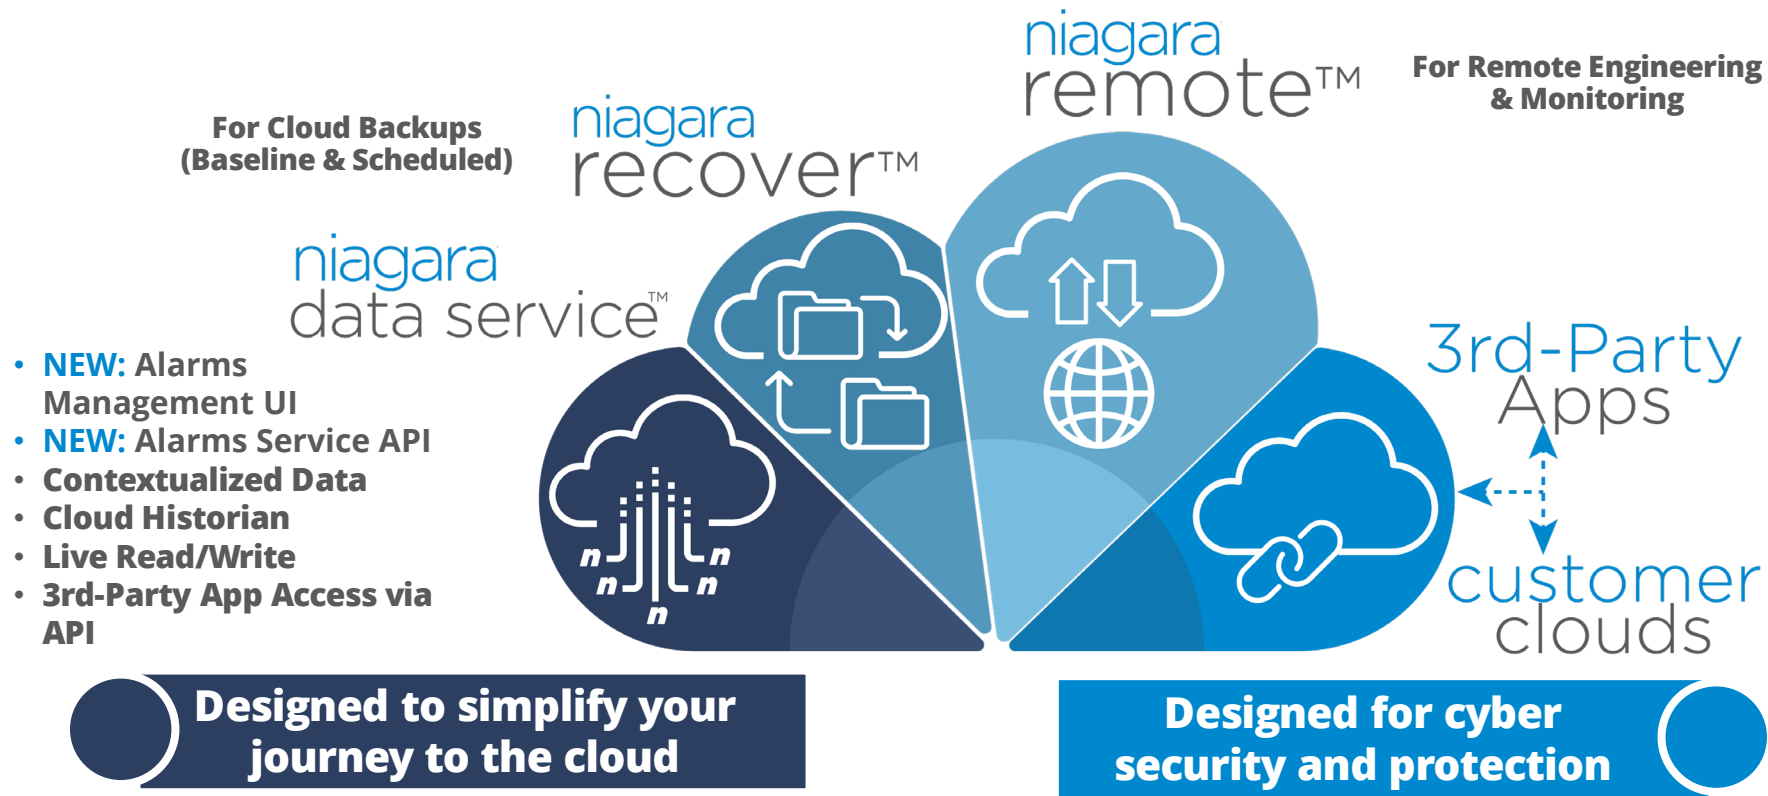 niagara
remote™
For Remote Engineering
& Monitoring
niagara
recover™
For Cloud Backups
(Baseline & Scheduled)
niagara
data service™
• NEW: Alarms
Management UI
• NEW: Alarms Service API
• Contextualized Data
• Cloud Historian
• Live Read/Write
• 3rd-Party App Access via
API
n
n
n
n
n
3rd-Party
Apps
customer
clouds
Designed to simplify your
journey to the cloud
Designed for cyber
security and protection